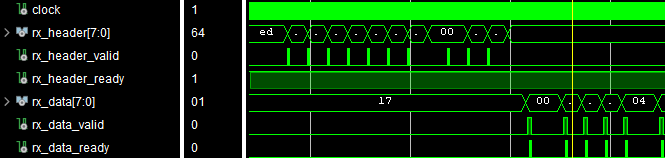 clock 1
rx_header[7:0] 64 ed 00
rx_header_valid 0
rx_header_ready 1
rx_data[7:0] 01 17 00 04
rx_data_valid 0
rx_data_ready 0